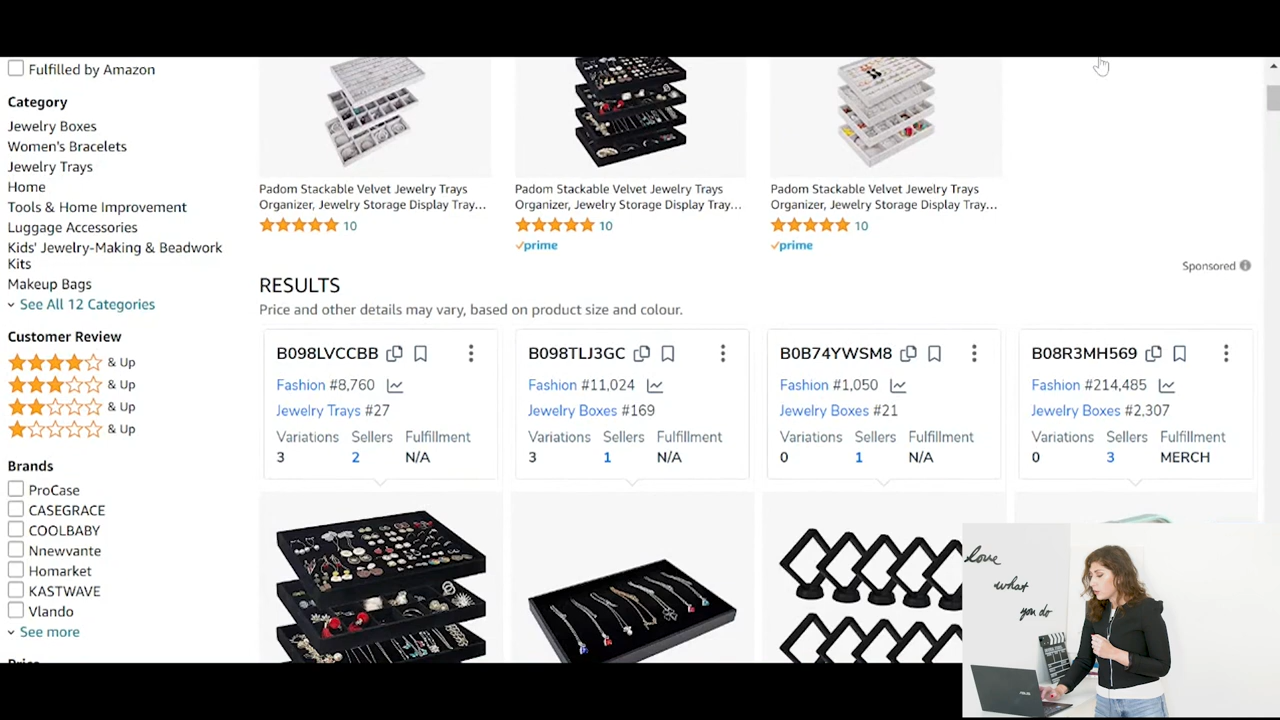 Fulfilled by Amazon
Category
Jewelry Boxes
Women's Bracelets
Jewelry Trays
Home
Tools & Home Improvement
Luggage Accessories
Kids' Jewelry-Making & Beadwork
Kits
Makeup Bags
See All 12 Categories
Customer Review
& Up
& Up
& Up
& Up
Brands
ProCase
CASEGRACE
COOLBABY
Nnewvante
Homarket
KASTWAVE
Vlando
See more
Padom Stackable Velvet Jewelry Trays
Organizer, Jewelry Storage Display Tray...
10
Padom Stackable Velvet Jewelry Trays
Organizer, Jewelry Storage Display Tray...
10
prime
Padom Stackable Velvet Jewelry Trays
Organizer, Jewelry Storage Display Tray...
10
prime
Sponsored
RESULTS
Price and other details may vary, based on product size and colour.
B098LVCCBB
Fashion #8,760
Jewelry Trays #27
Variations Sellers Fulfillment
3 2 N/A
B098TLJ3GC
Fashion #11,024
Jewelry Boxes #169
Variations Sellers Fulfillment
3 1 N/A
B0B74YWSM8
Fashion #1,050
Jewelry Boxes #21
Variations Sellers Fulfillment
0 1 N/A
B08R3MH569
Fashion #214,485
Jewelry Boxes #2,307
Variations Sellers Fulfillment
0 3 MERCH
love
what
you do